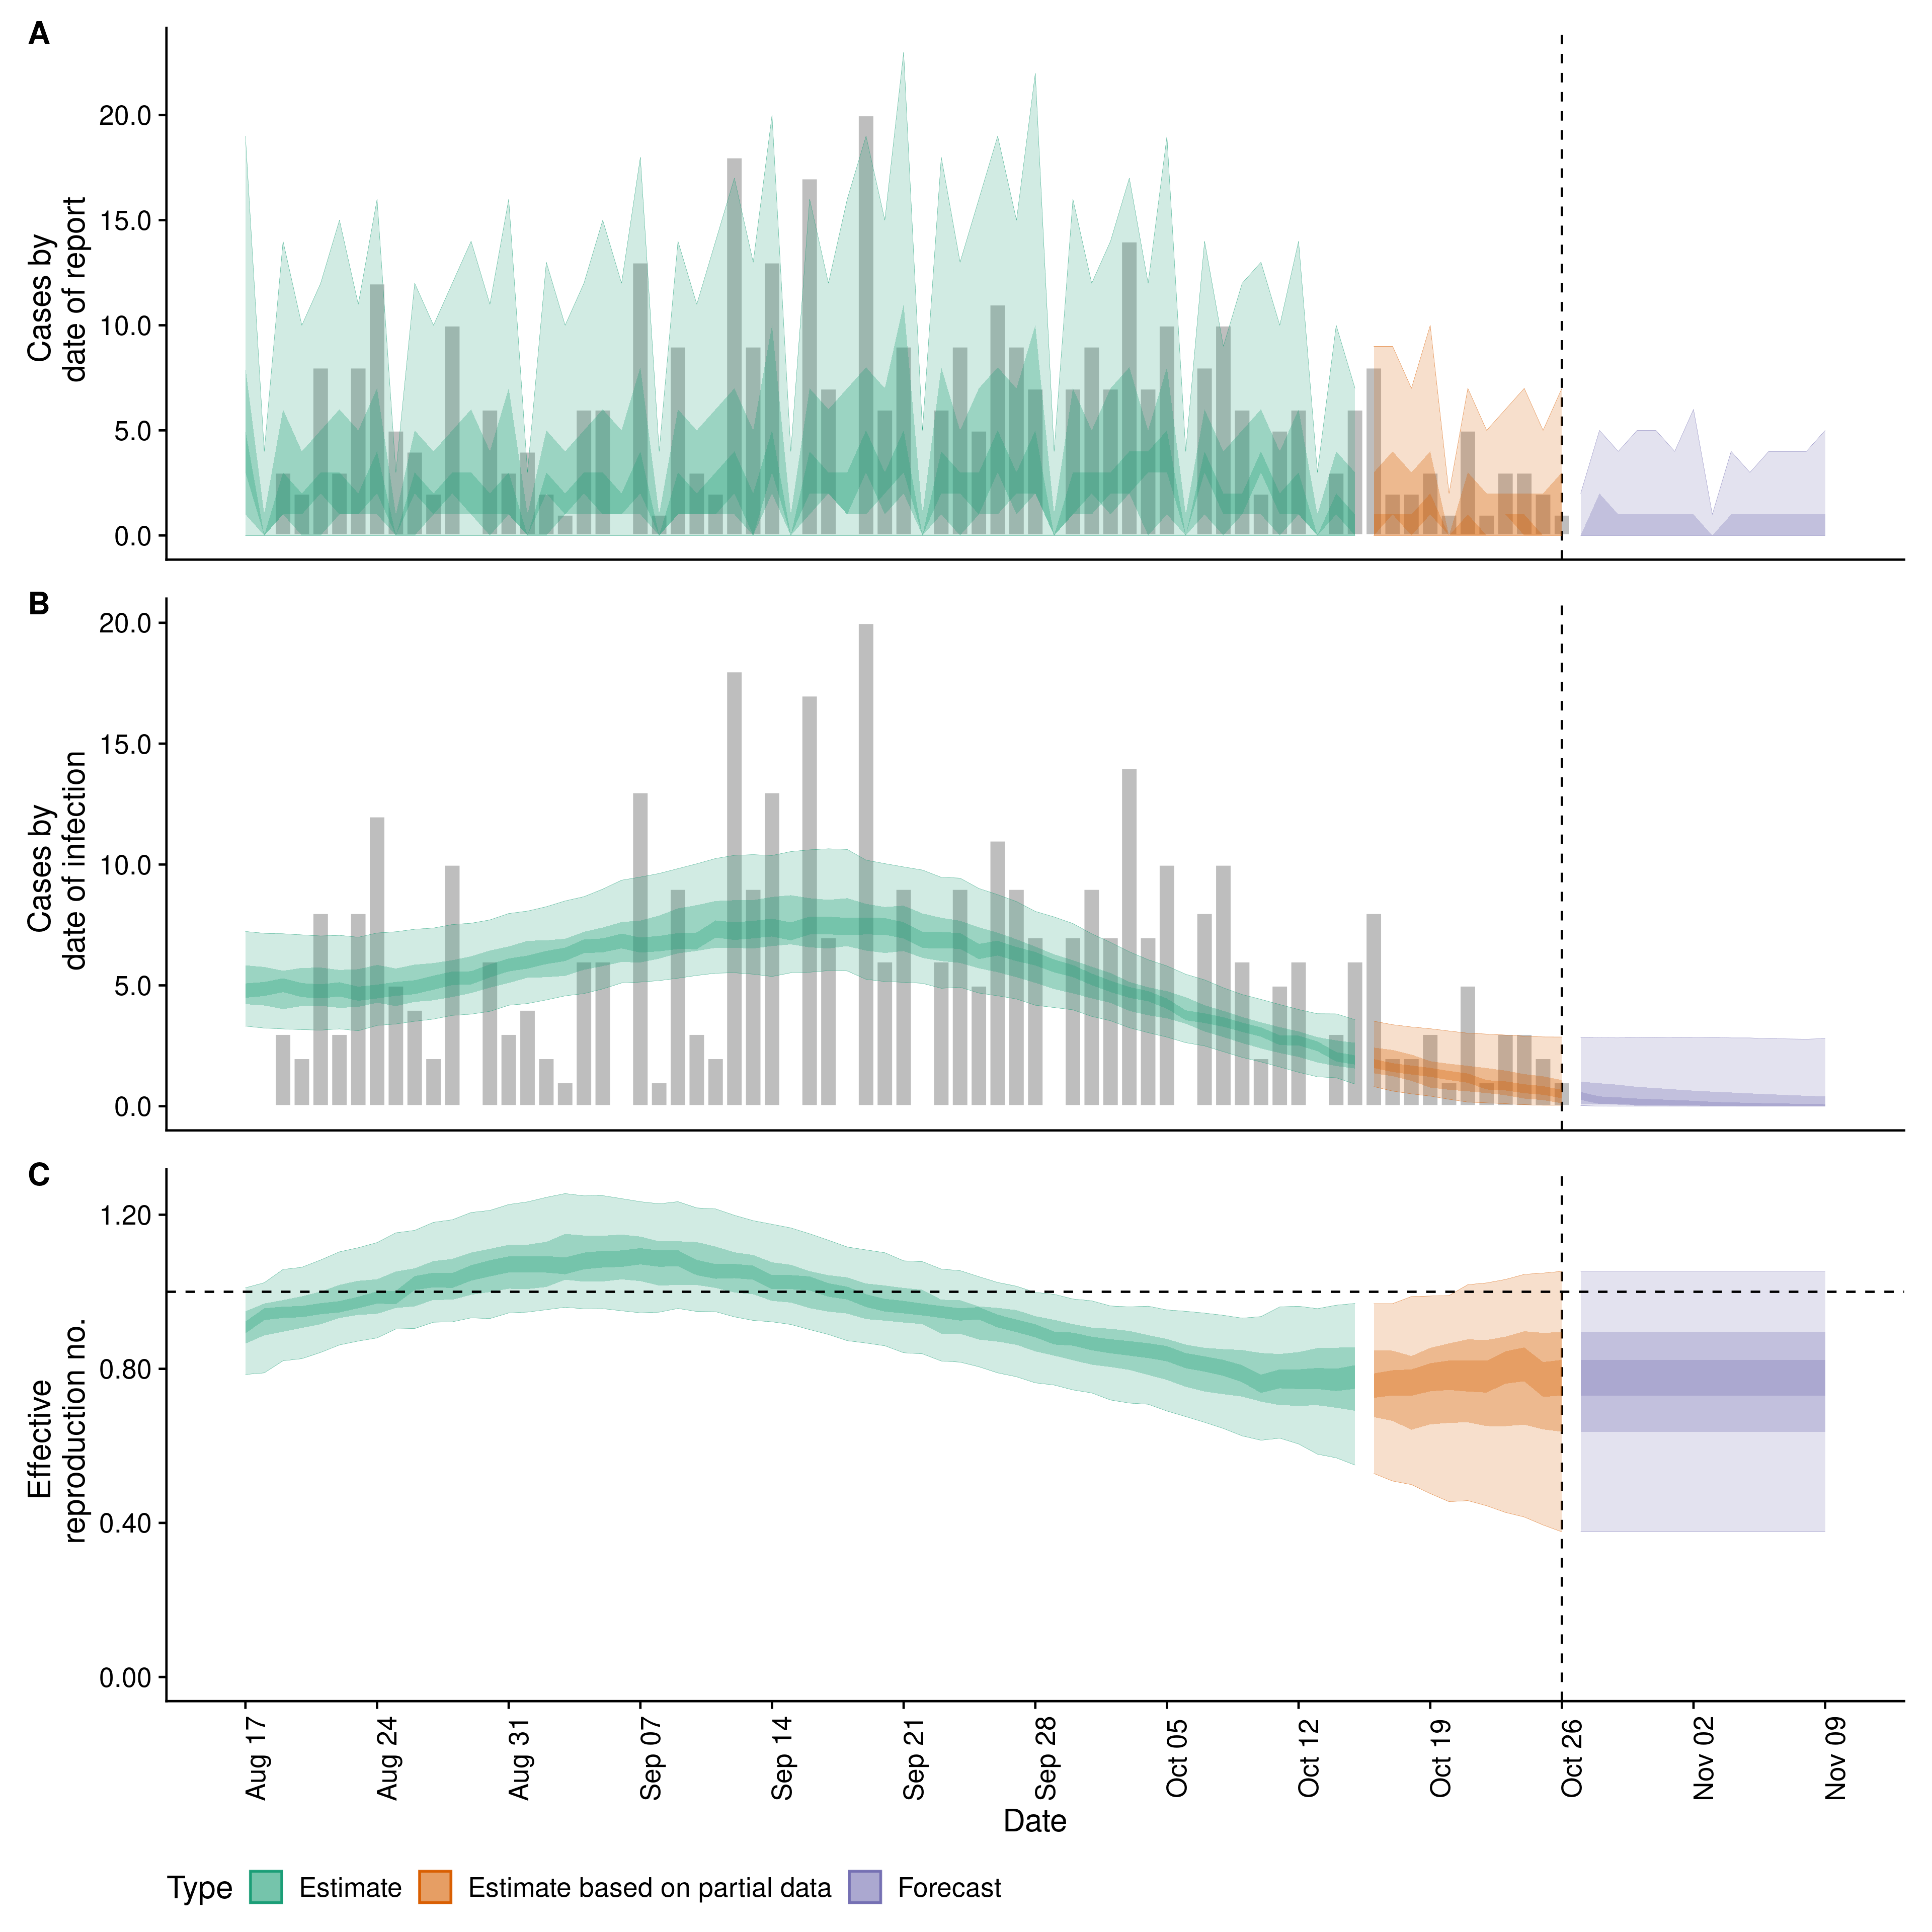 A
Cases by
date of report
20.0
15.0
10.0
5.0
0.0
B
Cases by
date of infection
20.0
15.0
10.0
5.0
0.0
C
Effective
reproduction no.
1.20
0.80
0.40
0.00
Aug 17
Aug 24
Aug 31
Sep 07
Sep 14
Sep 21
Sep 28
Oct 05
Oct 12
Oct 19
Oct 26
Nov 02
Nov 09
Date
Type Estimate Estimate based on partial data Forecast